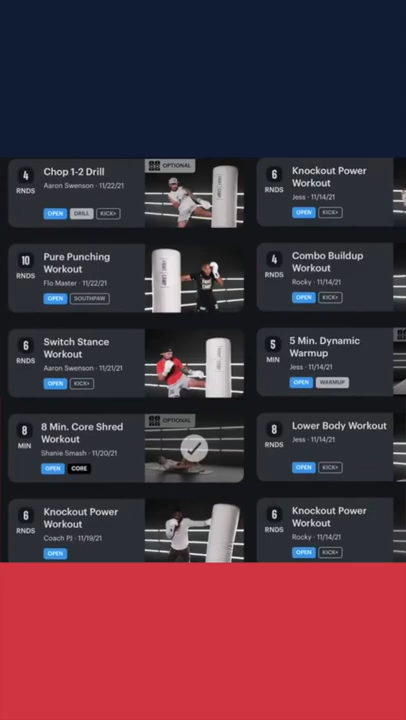 4
RNDS
Chop 1-2 Drill
Aaron Swenson · 11/22/21
OPEN DRILL KICK+
OPTIONAL
10
RNDS
Pure Punching
Workout
Flo Master · 11/22/21
OPEN SOUTHPAW
6
RNDS
Switch Stance
Workout
Aaron Swenson · 11/21/21
OPEN KICK+
8
MIN
8 Min. Core Shred
Workout
Shanie Smash · 11/20/21
OPEN CORE
OPTIONAL
6
RNDS
Knockout Power
Workout
Coach PJ · 11/19/21
OPEN
6
RNDS
Knockout Power
Workout
Jess · 11/14/21
OPEN KICK+
4
RNDS
Combo Buildup
Workout
Rocky · 11/14/21
OPEN KICK+
5
MIN
5 Min. Dynamic
Warmup
Jess · 11/14/21
OPEN WARMUP
8
RNDS
Lower Body Workout
Jess · 11/14/21
OPEN KICK+
6
RNDS
Knockout Power
Workout
Rocky · 11/14/21
OPEN KICK+